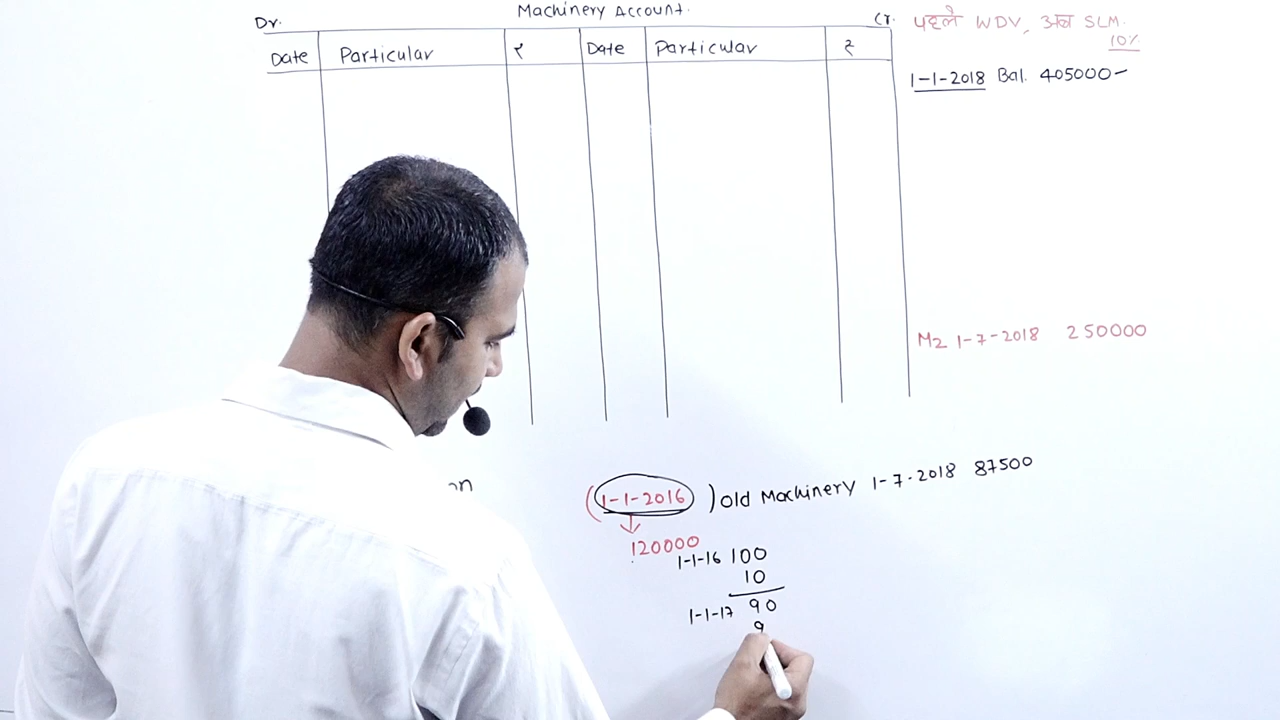 Machinery Account.
Dr. Cr.
Date Particular ₹ Date Particular ₹
पहले WDV, अब SLM.
10%
1-1-2018 Bal. 405000-
M2 1-7-2018 250000
(1-1-2016) Old Machinery 1-7-2018 87500
120000
1-1-16 100
10
1-1-17 90
9